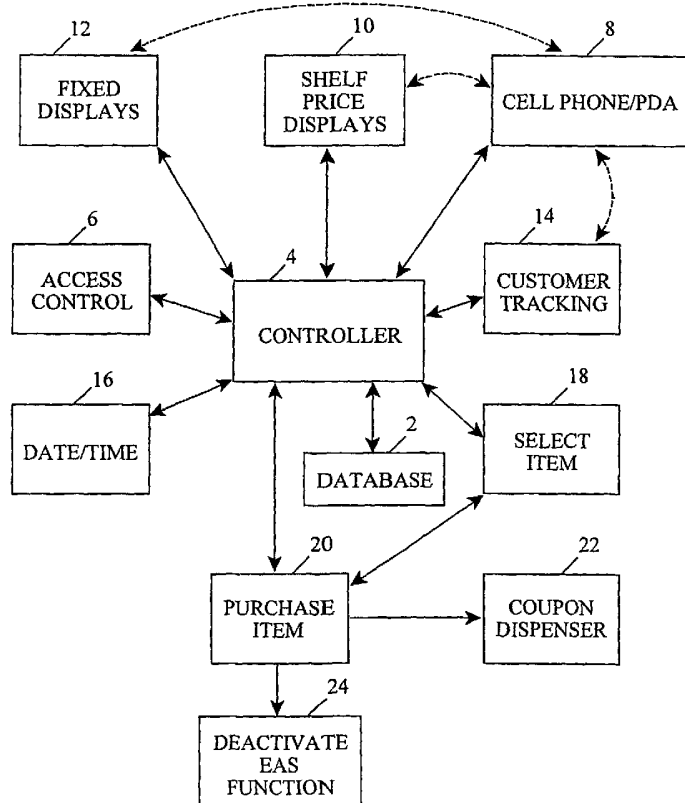 12
10
8
FIXED
DISPLAYS
SHELF
PRICE
DISPLAYS
CELL PHONE/PDA
6
4
14
ACCESS
CONTROL
CONTROLLER
CUSTOMER
TRACKING
16
18
DATE/TIME
2
DATABASE
SELECT
ITEM
20
22
PURCHASE
ITEM
COUPON
DISPENSER
24
DEACTIVATE
EAS
FUNCTION